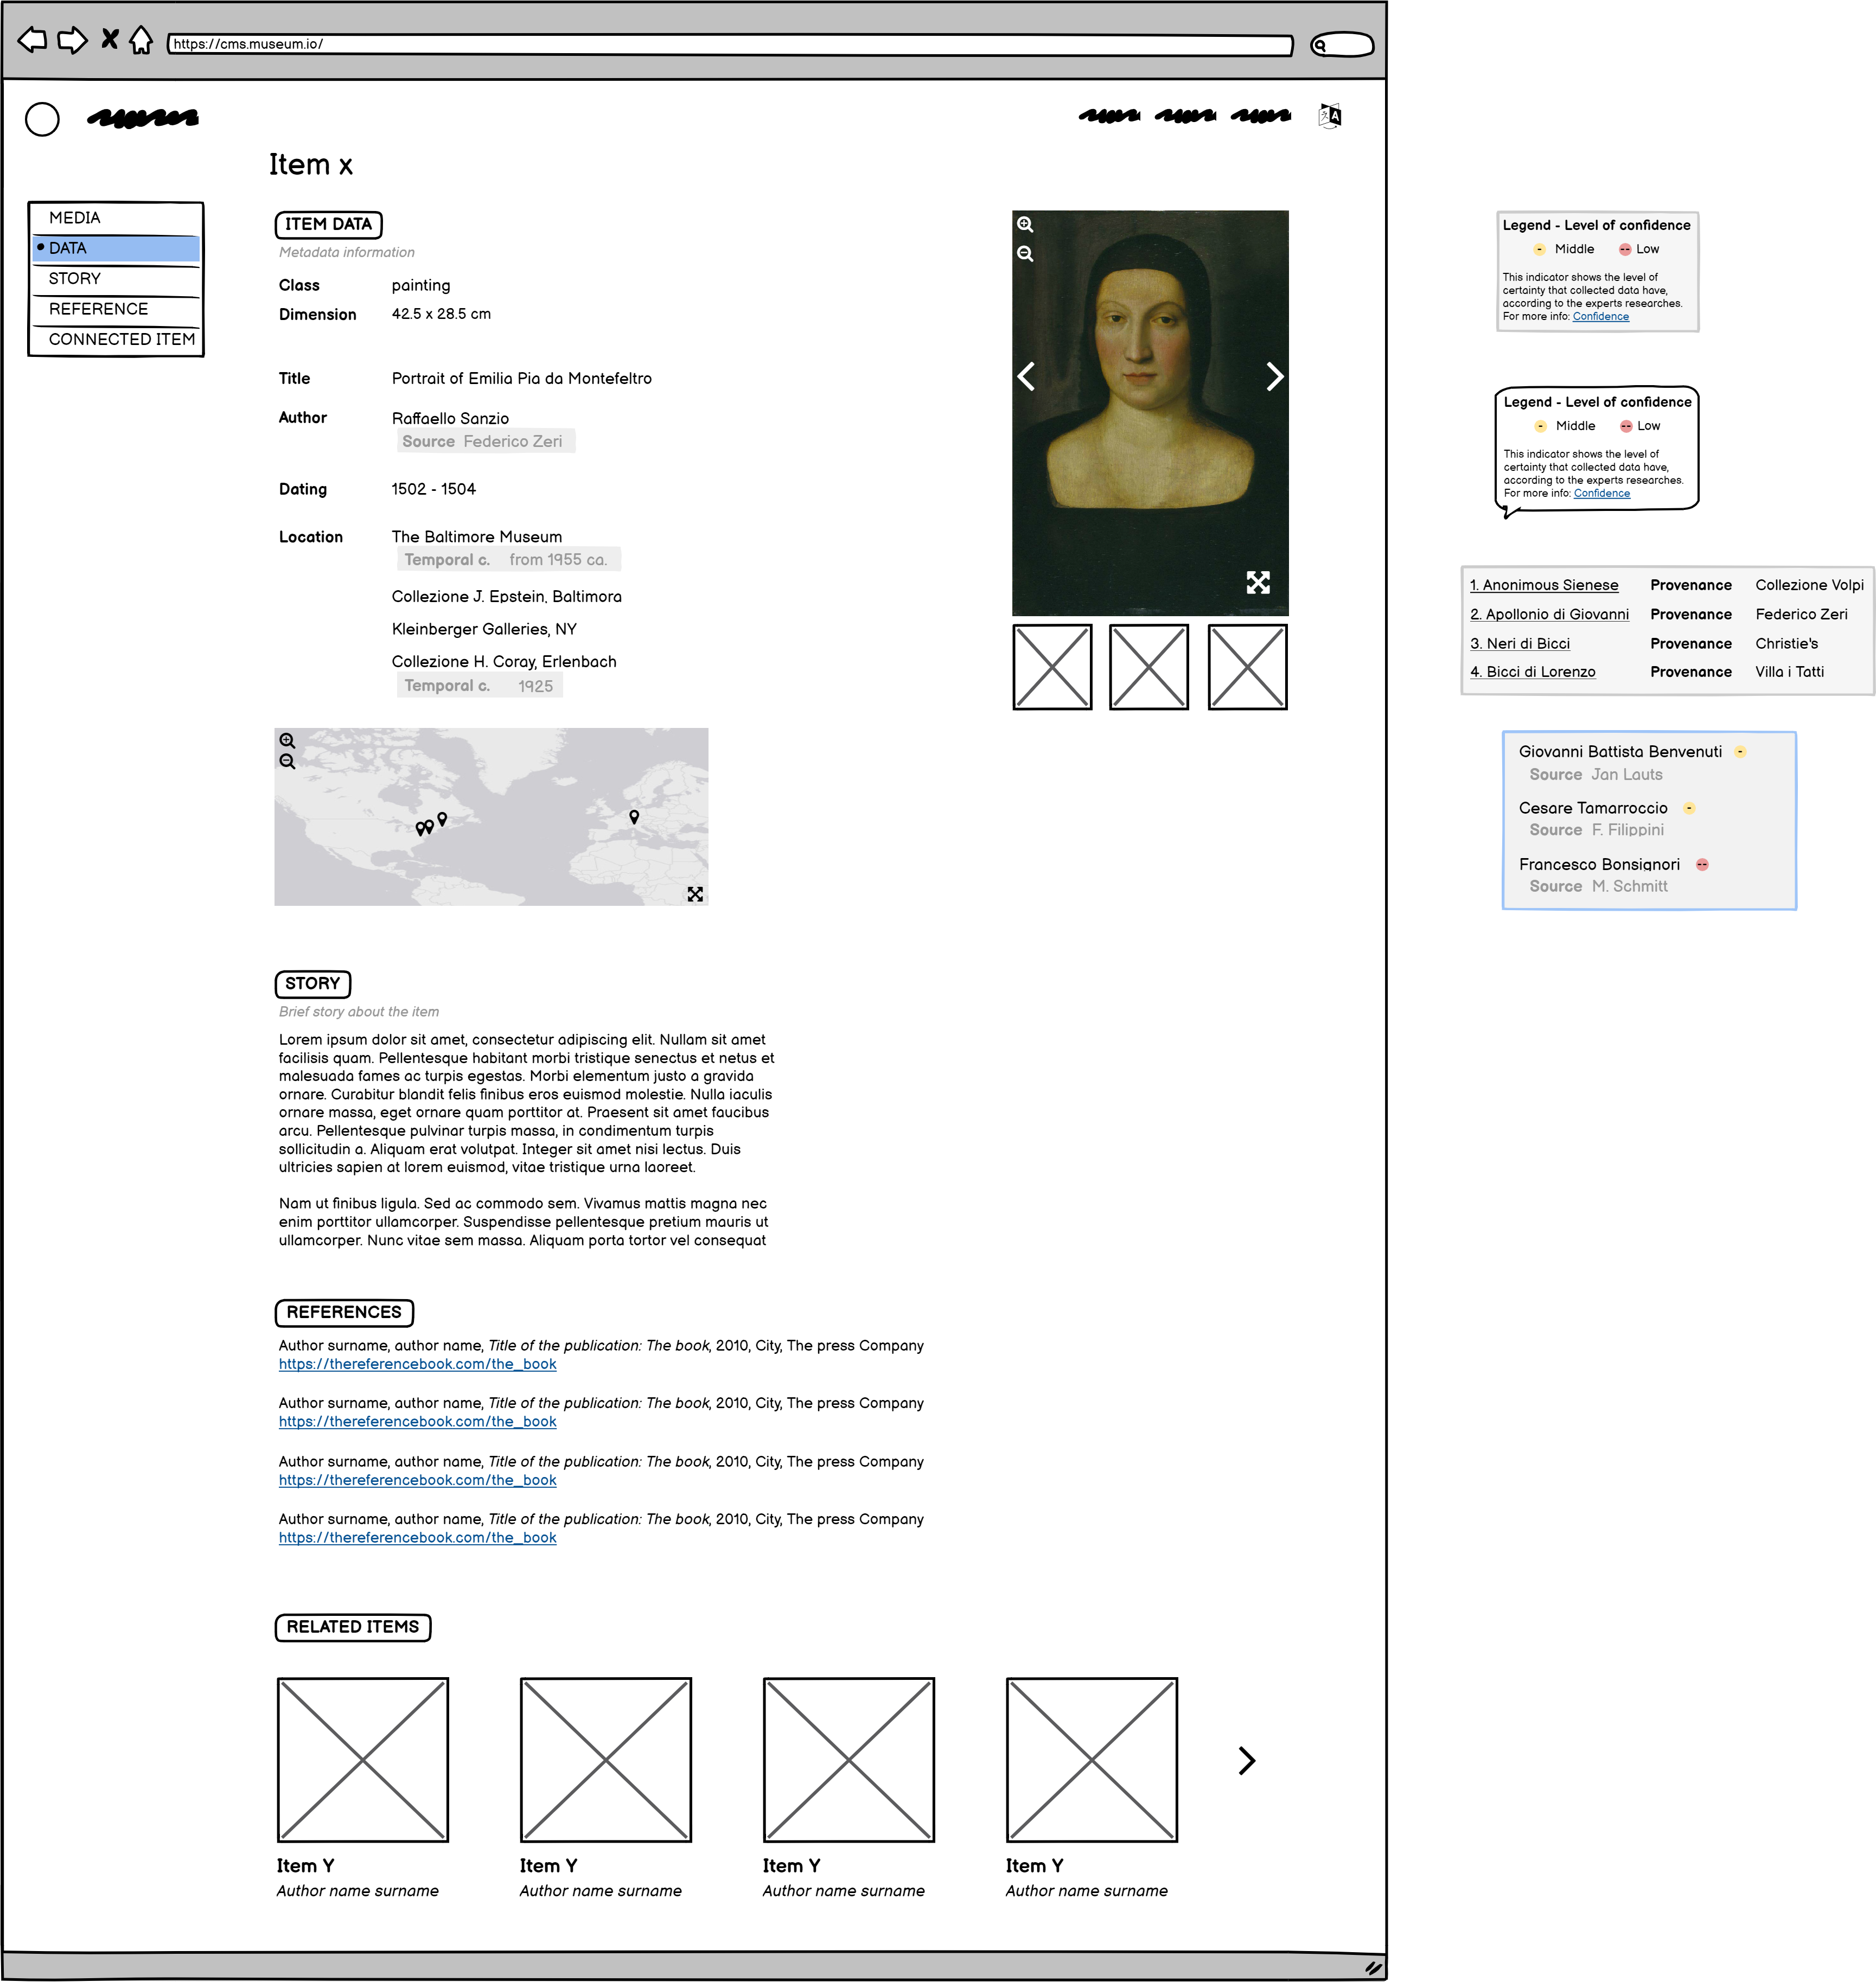 https://cms.museum.io/
Item x
MEDIA
DATA
STORY
REFERENCE
CONNECTED ITEM
ITEM DATA
Metadata information
Class painting
Dimension 42.5 x 28.5 cm
Title Portrait of Emilia Pia da Montefeltro
Author Raffaello Sanzio
Source Federico Zeri
Dating 1502 - 1504
Location The Baltimore Museum
Temporal c. from 1955 ca.
Collezione J. Epstein, Baltimora
Kleinberger Galleries, NY
Collezione H. Coray, Erlenbach
Temporal c. 1925
STORY
Brief story about the item
Lorem ipsum dolor sit amet, consectetur adipiscing elit. Nullam sit amet
facilisis quam. Pellentesque habitant morbi tristique senectus et netus et
malesuada fames ac turpis egestas. Morbi elementum justo a gravida
ornare. Curabitur blandit felis finibus eros euismod molestie. Nulla iaculis
ornare massa, eget ornare quam porttitor at. Praesent sit amet faucibus
arcu. Pellentesque pulvinar turpis massa, in condimentum turpis
sollicitudin a. Aliquam erat volutpat. Integer sit amet nisi lectus. Duis
ultricies sapien at lorem euismod, vitae tristique urna laoreet.
Nam ut finibus ligula. Sed ac commodo sem. Vivamus mattis magna nec
enim porttitor ullamcorper. Suspendisse pellentesque pretium mauris ut
ullamcorper. Nunc vitae sem massa. Aliquam porta tortor vel consequat
REFERENCES
Author surname, author name, Title of the publication: The book, 2010, City, The press Company
https://thereferencebook.com/the_book
Author surname, author name, Title of the publication: The book, 2010, City, The press Company
https://thereferencebook.com/the_book
Author surname, author name, Title of the publication: The book, 2010, City, The press Company
https://thereferencebook.com/the_book
Author surname, author name, Title of the publication: The book, 2010, City, The press Company
https://thereferencebook.com/the_book
RELATED ITEMS
Item Y
Author name surname
Item Y
Author name surname
Item Y
Author name surname
Item Y
Author name surname
Legend - Level of confidence
- Middle -- Low
This indicator shows the level of
certainty that collected data have,
according to the experts researches.
For more info: Confidence
Legend - Level of confidence
- Middle -- Low
This indicator shows the level of
certainty that collected data have,
according to the experts researches.
For more info: Confidence
1. Anonimous Sienese Provenance Collezione Volpi
2. Apollonio di Giovanni Provenance Federico Zeri
3. Neri di Bicci Provenance Christie's
4. Bicci di Lorenzo Provenance Villa i Tatti
Giovanni Battista Benvenuti -
Source Jan Lauts
Cesare Tamarroccio -
Source F. Filippini
Francesco Bonsignori --
Source M. Schmitt